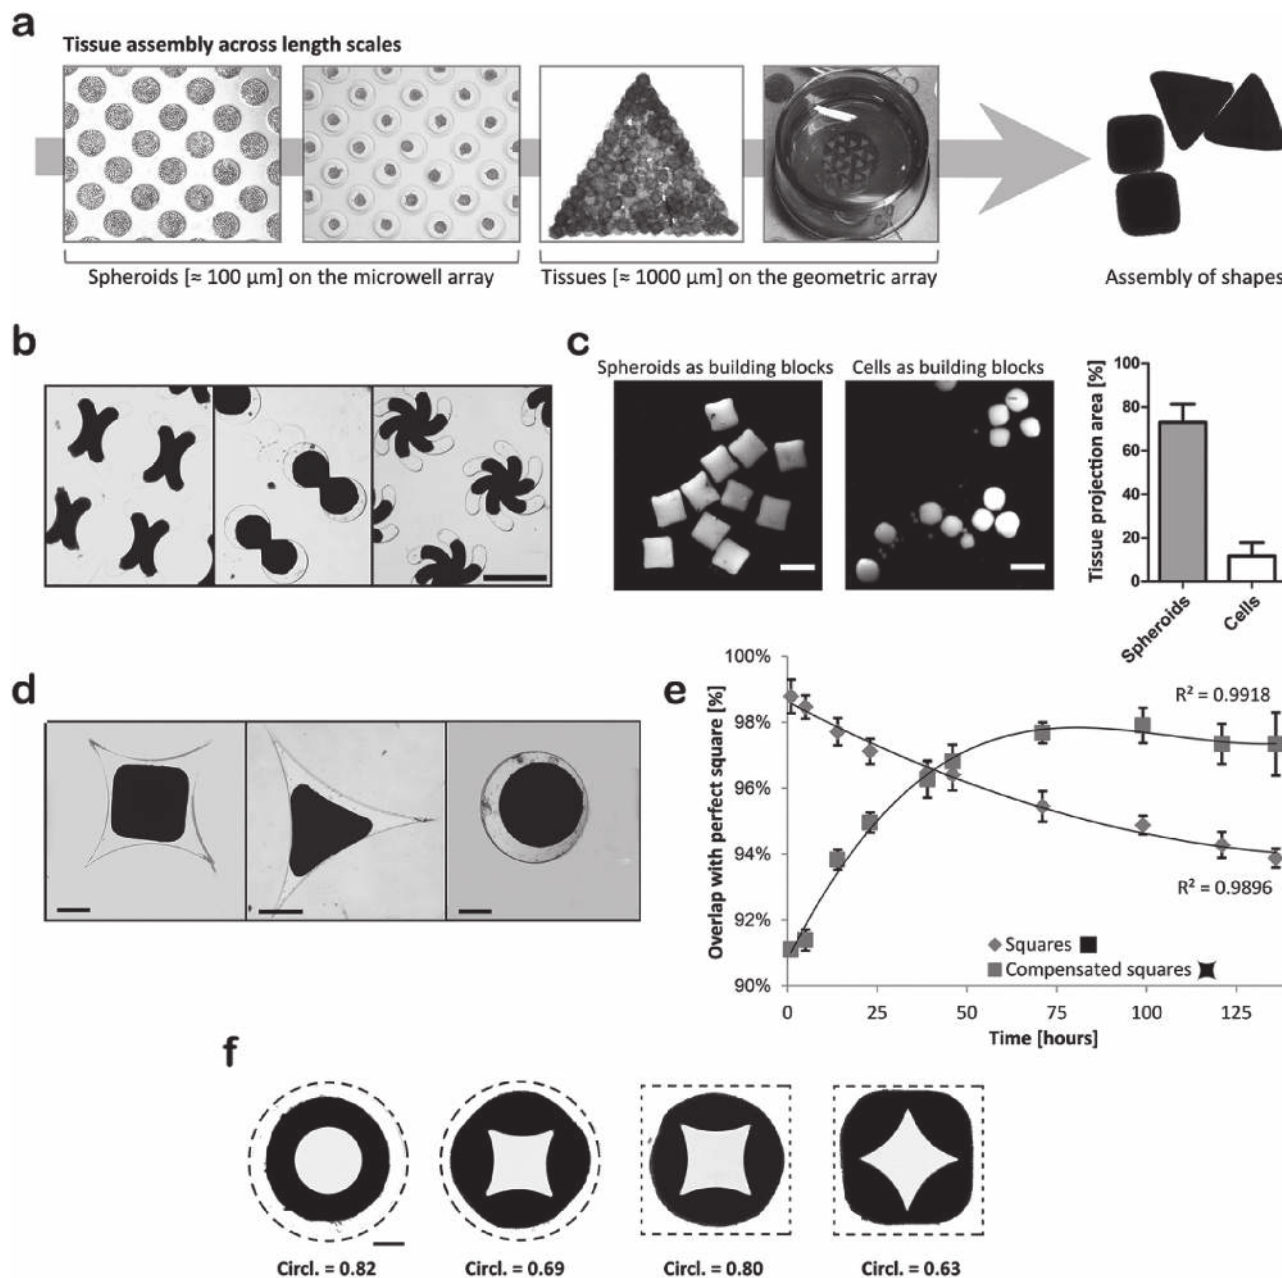 a
Tissue assembly across length scales
Spheroids [≈ 100 µm] on the microwell array
Tissues [≈ 1000 µm] on the geometric array
Assembly of shapes
b
c
Spheroids as building blocks
Cells as building blocks
Tissue projection area [%]
100
80
60
40
20
0
Spheroids
Cells
d
e
Overlap with perfect square [%]
100%
98%
96%
94%
92%
90%
R² = 0.9918
R² = 0.9896
Squares
Compensated squares
0 25 50 75 100 125
Time [hours]
f
Circl. = 0.82
Circl. = 0.69
Circl. = 0.80
Circl. = 0.63